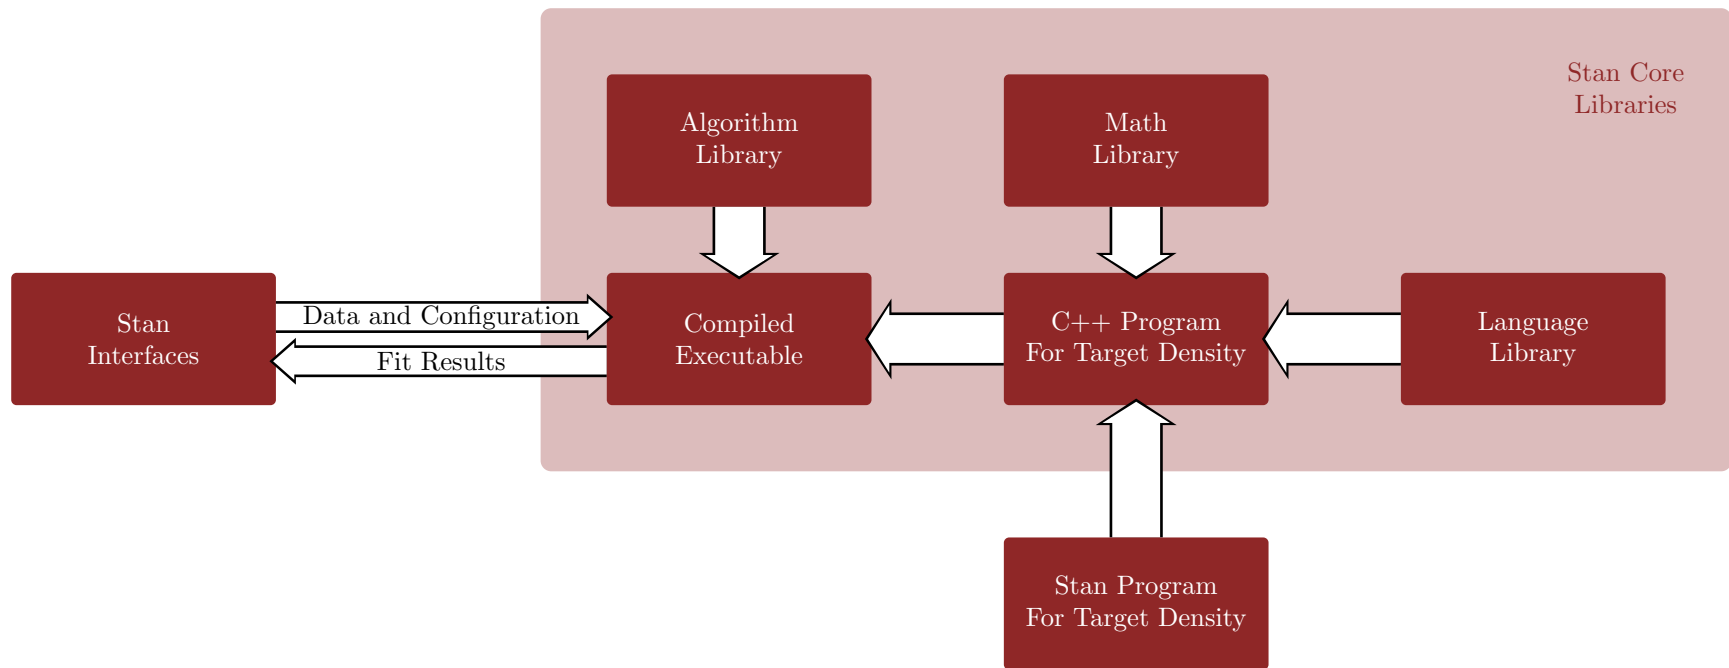 Stan Core
Libraries
Algorithm
Library
Math
Library
Stan
Interfaces
Data and Configuration
Fit Results
Compiled
Executable
C++ Program
For Target Density
Language
Library
Stan Program
For Target Density